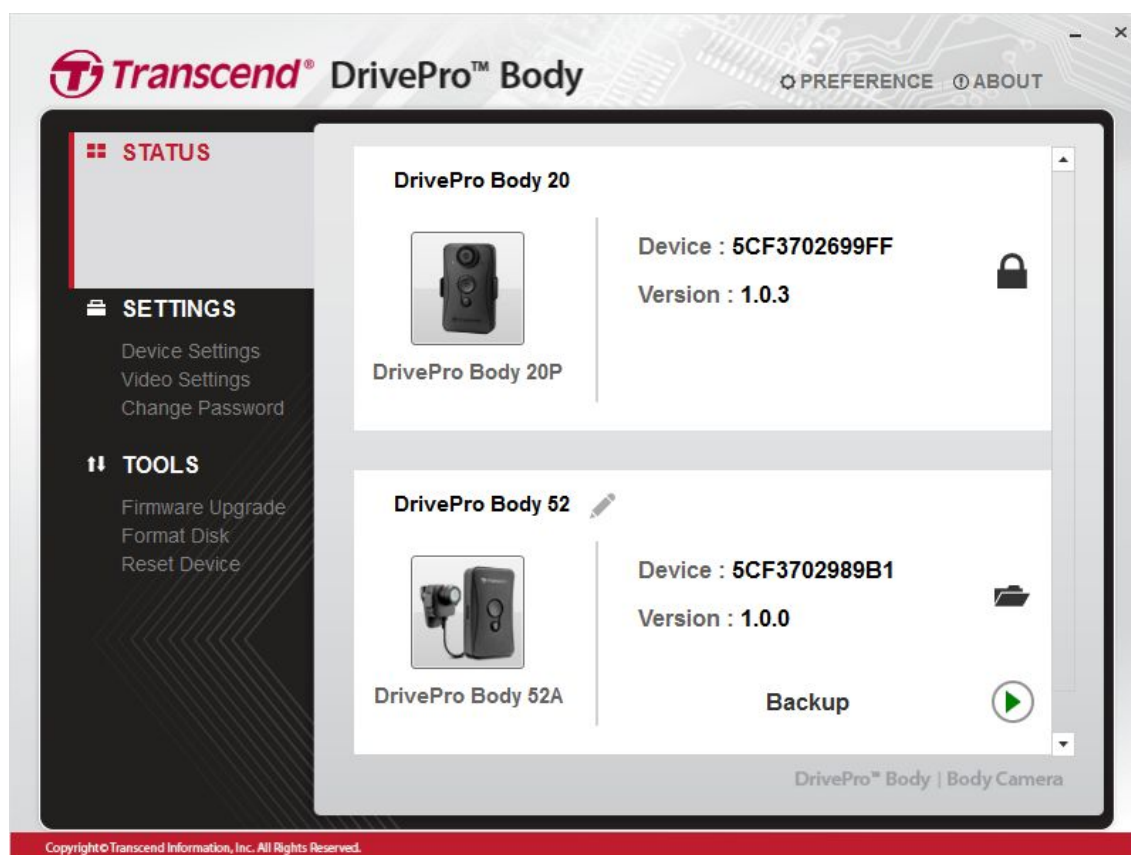 Transcend® DrivePro™ Body
PREFERENCE
ABOUT
STATUS
SETTINGS
Device Settings
Video Settings
Change Password
TOOLS
Firmware Upgrade
Format Disk
Reset Device
DrivePro Body 20
Device : 5CF3702699FF
Version : 1.0.3
DrivePro Body 20P
DrivePro Body 52
Device : 5CF3702989B1
Version : 1.0.0
DrivePro Body 52A
Backup
DrivePro™ Body | Body Camera
Copyright©Transcend Information, Inc. All Rights Reserved.